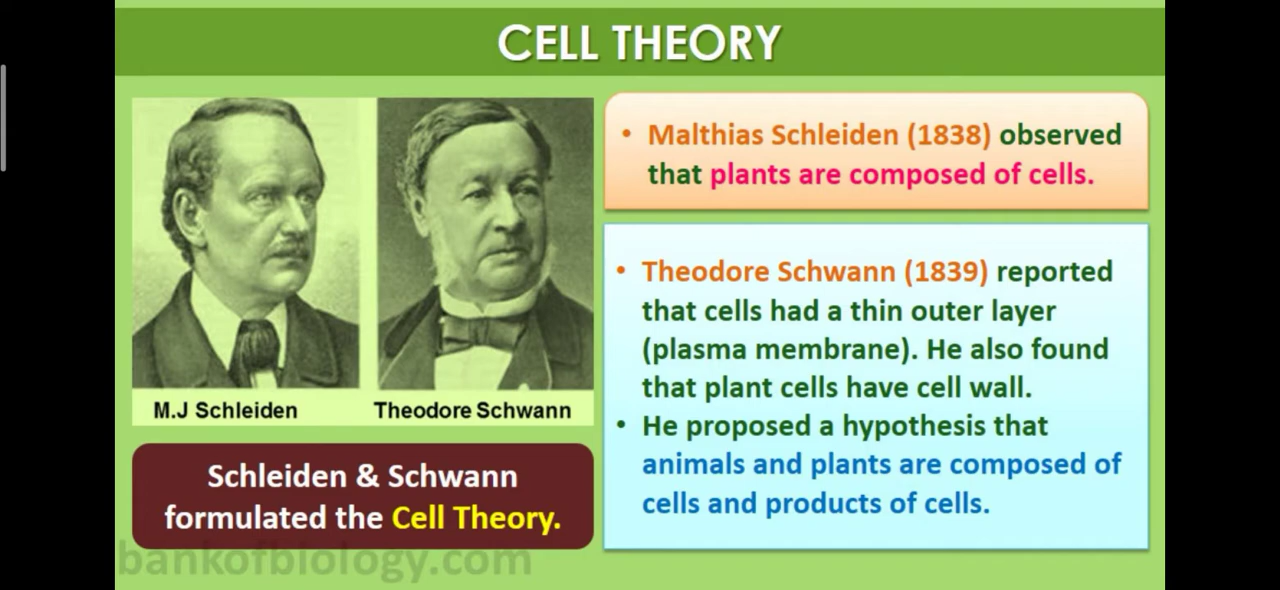 CELL THEORY
• Malthias Schleiden (1838) observed
that plants are composed of cells.
• Theodore Schwann (1839) reported
that cells had a thin outer layer
(plasma membrane). He also found
that plant cells have cell wall.
• He proposed a hypothesis that
animals and plants are composed of
cells and products of cells.
M.J Schleiden
Theodore Schwann
Schleiden & Schwann
formulated the Cell Theory.
bankofbiology.com